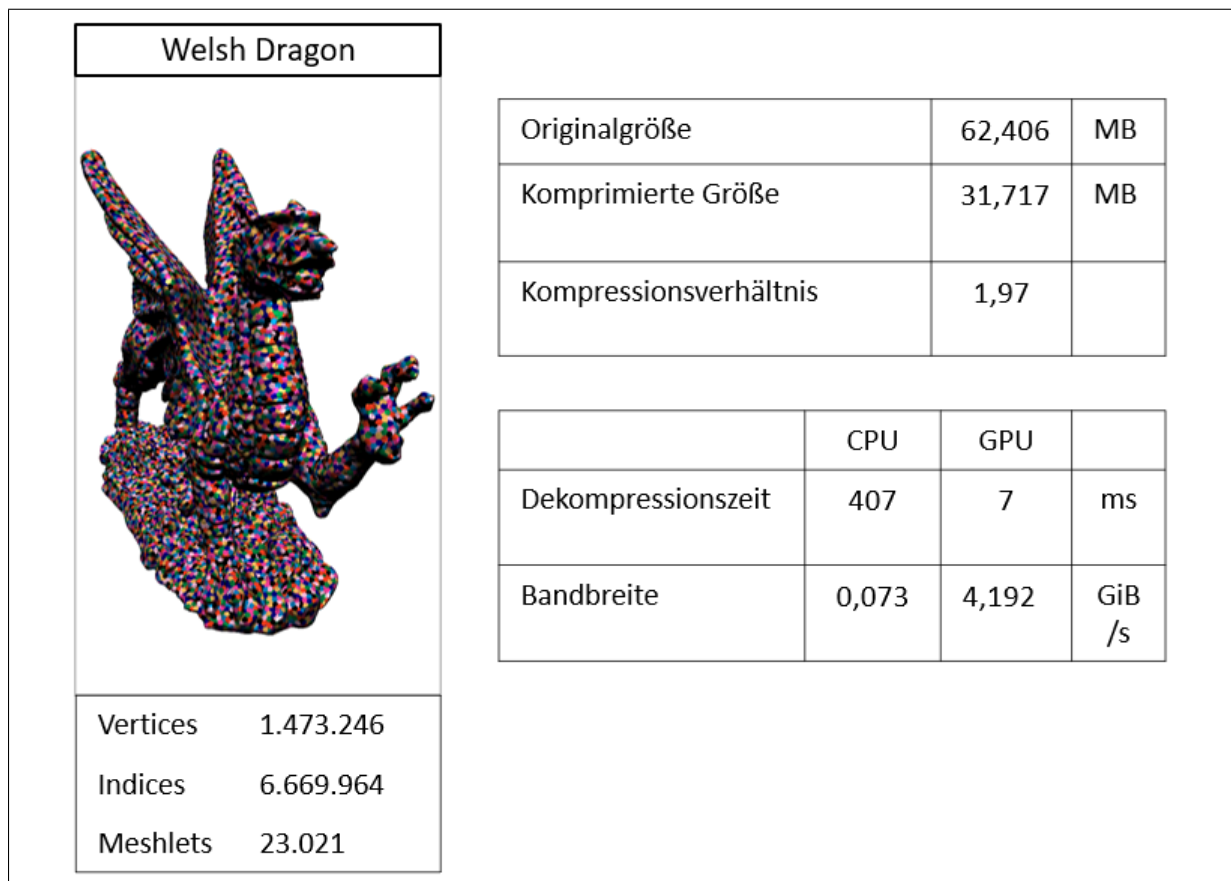 Welsh Dragon
Originalgröße 62,406 MB
Komprimierte Größe 31,717 MB
Kompressionsverhältnis 1,97
CPU GPU
Dekompressionszeit 407 7 ms
Bandbreite 0,073 4,192 GiB
/s
Vertices 1.473.246
Indices 6.669.964
Meshlets 23.021